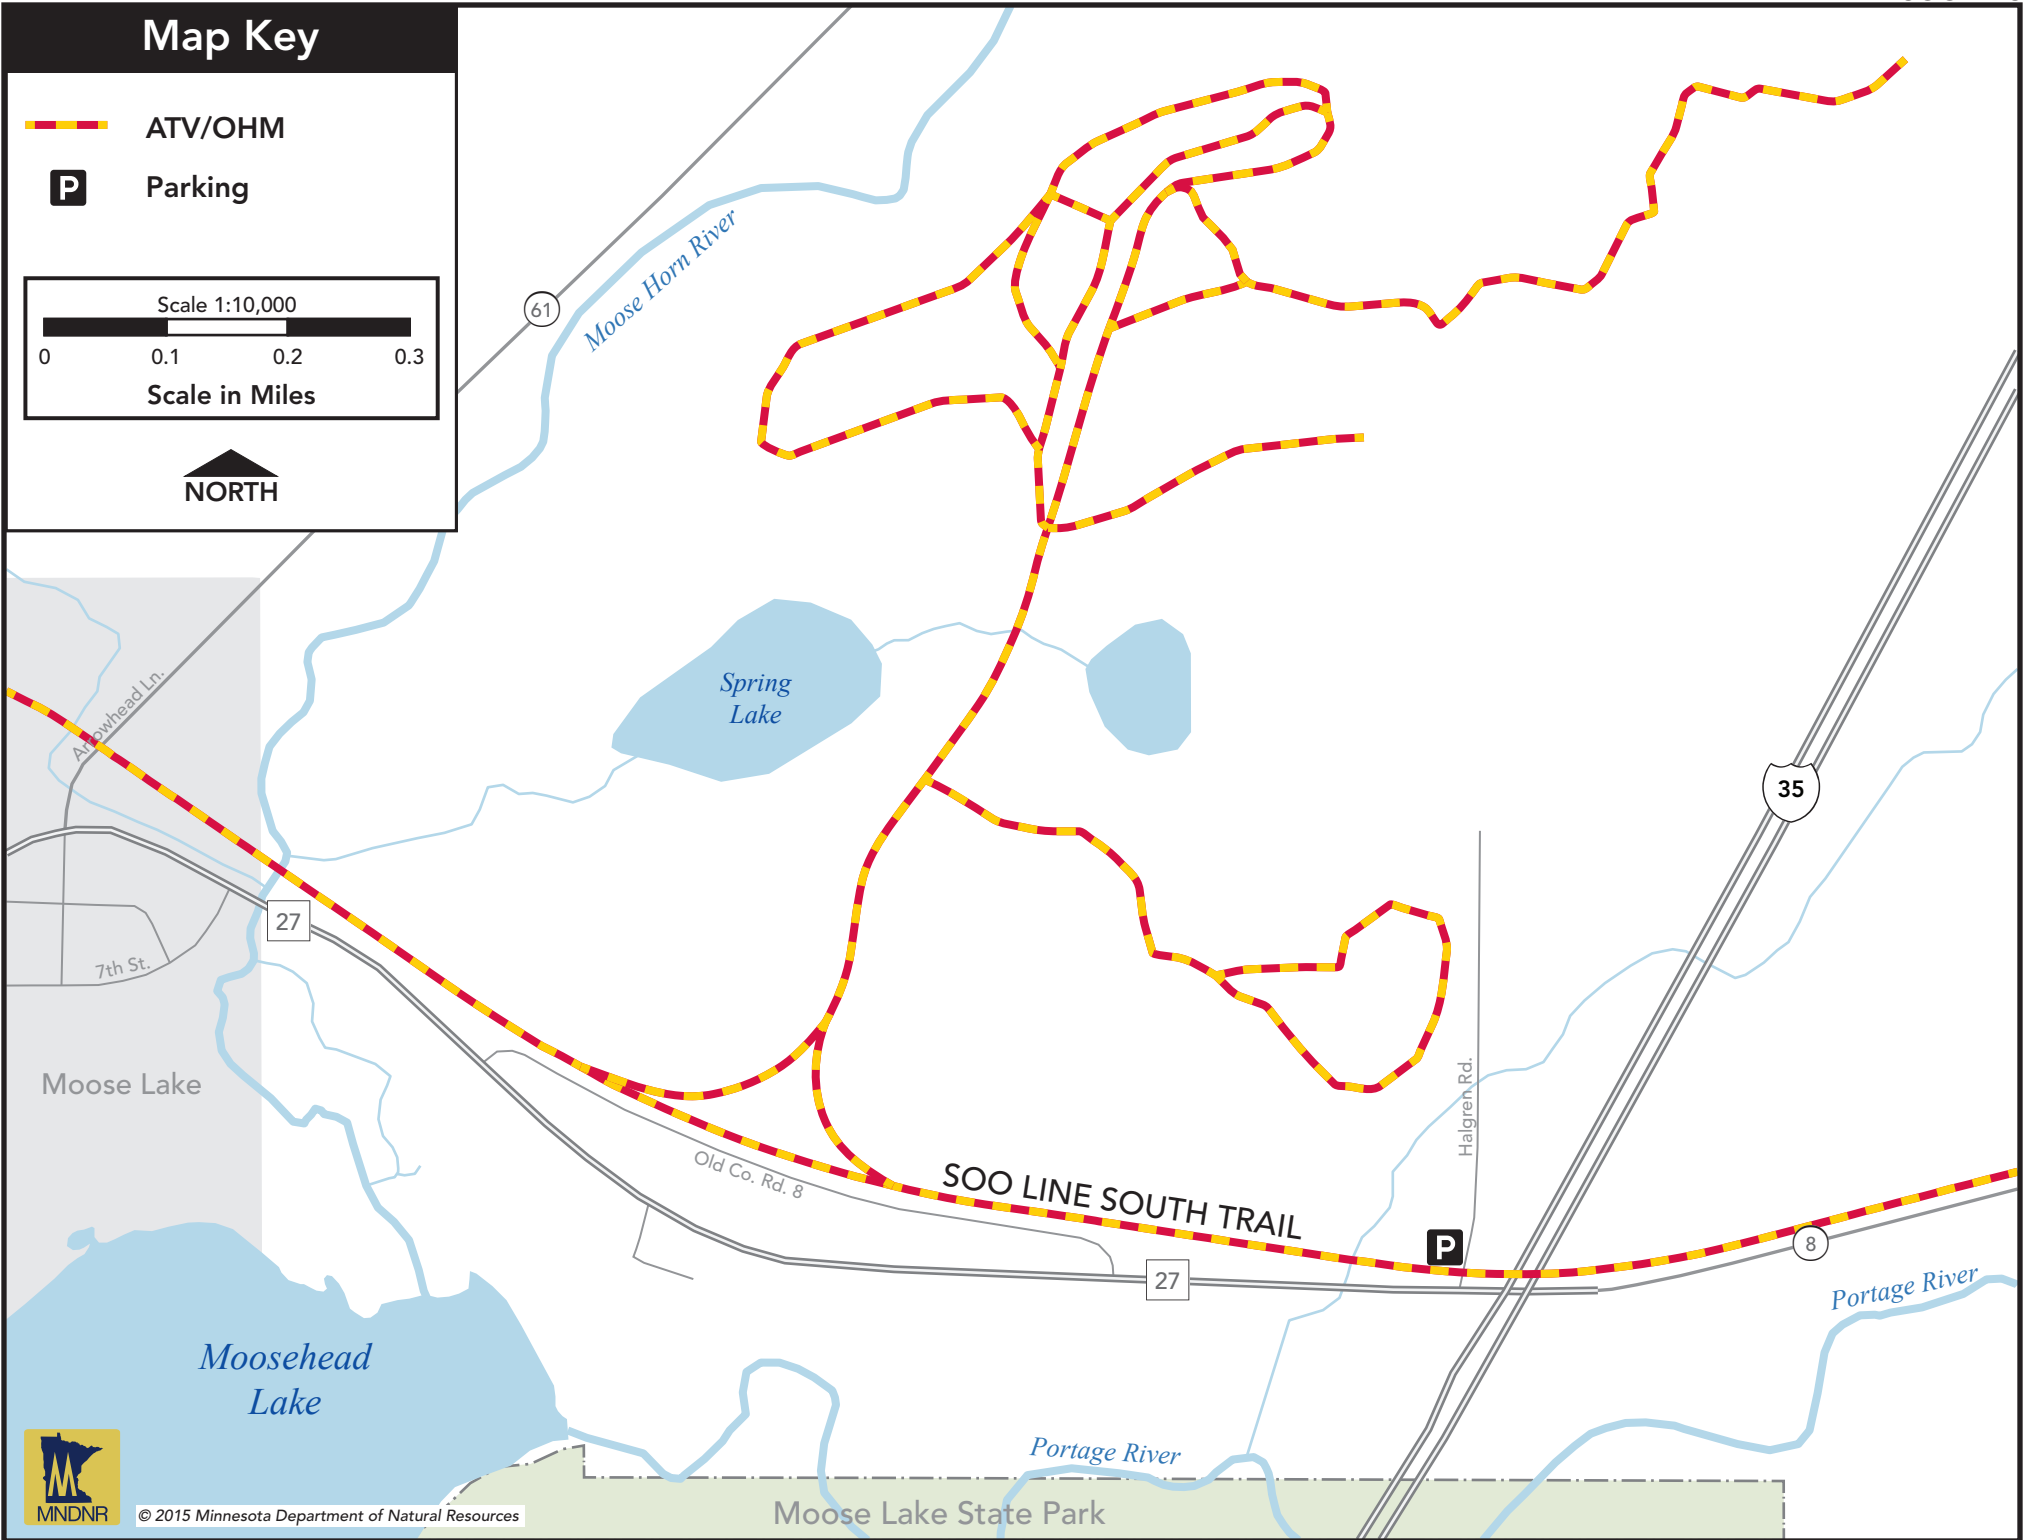 Map Key
ATV/OHM
P
Parking
Scale 1:10,000
0 0.1 0.2 0.3
Scale in Miles
NORTH
61
Moose Horn River
Spring
Lake
Arrowhead Ln.
35
27
7th St.
Moose Lake
Halgren Rd.
Old Co. Rd. 8
SOO LINE SOUTH TRAIL
P
8
27
Portage River
Moosehead
Lake
Portage River
MNDNR
© 2015 Minnesota Department of Natural Resources
Moose Lake State Park